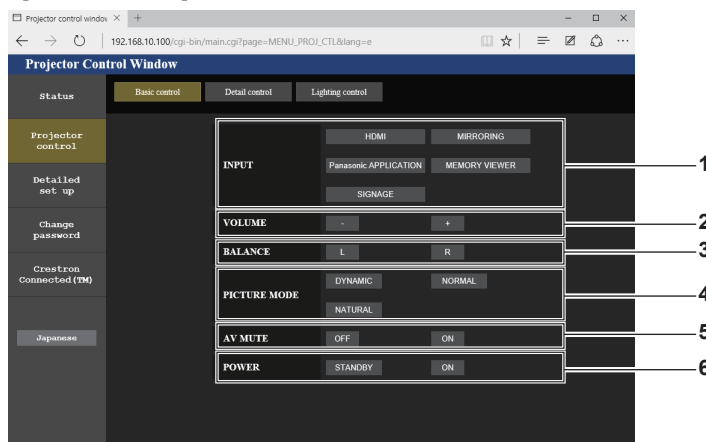 Projector control window
192.168.10.100/cgi-bin/main.cgi?page=MENU_PROJ_CTL&lang=e
Projector Control Window
Status
Basic control Detail control Lighting control
Projector
control
Detailed
set up
Change
password
Crestron
Connected(TM)
Japanese
INPUT
HDMI MIRRORING
Panasonic APPLICATION MEMORY VIEWER
SIGNAGE
1
VOLUME - + 2
BALANCE L R 3
PICTURE MODE
DYNAMIC NORMAL
NATURAL
4
AV MUTE OFF ON 5
POWER STANDBY ON 6